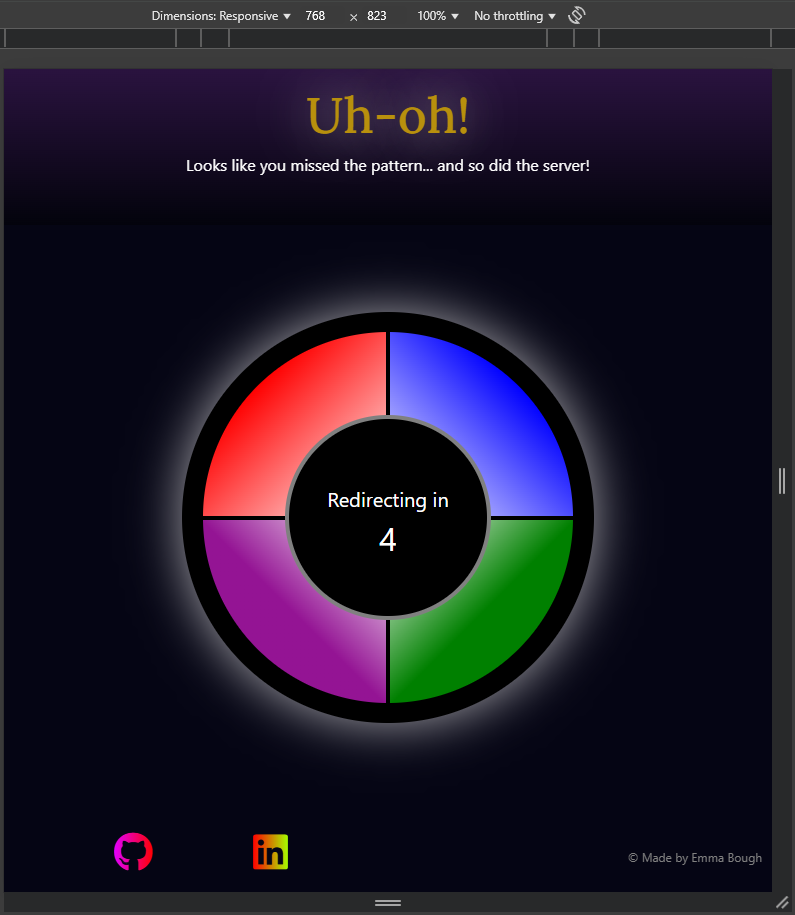 Dimensions: Responsive 768 × 823 100% No throttling
Uh-oh!
Looks like you missed the pattern... and so did the server!
Redirecting in
4
in
© Made by Emma Bough